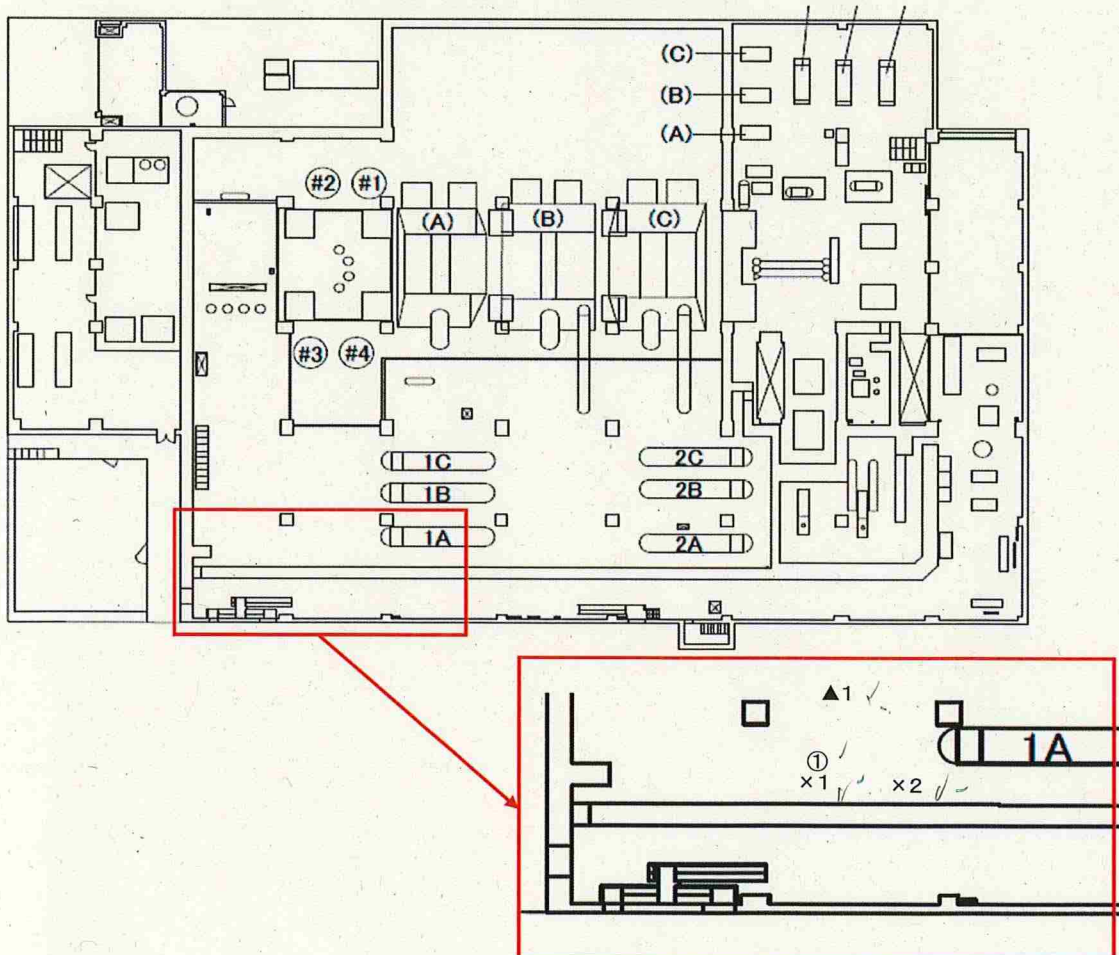 (C)
(B)
(A)
#2 #1
(A) (B) (C)
#3 #4
1C 2C
1B 2B
1A 2A
▲1
1A
①
×1 ×2